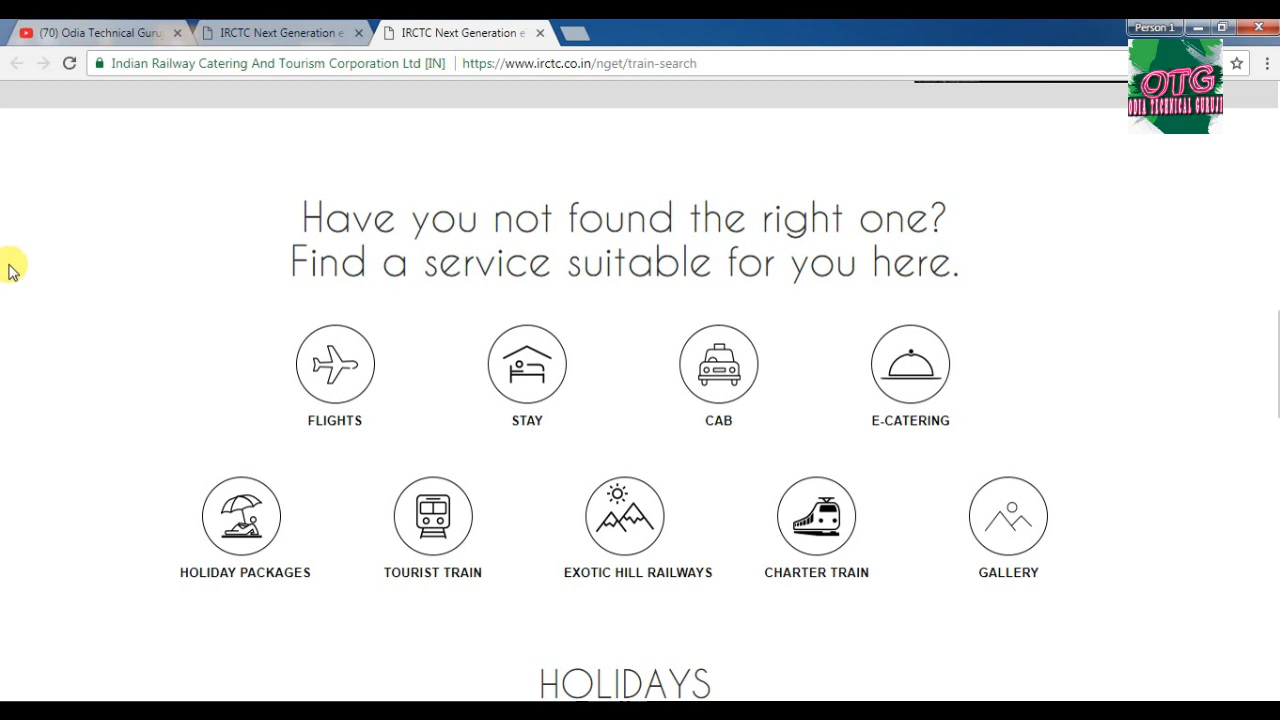 (70) Odia Technical Guru
IRCTC Next Generation e
IRCTC Next Generation e
Person 1
Indian Railway Catering And Tourism Corporation Ltd [IN]
https://www.irctc.co.in/nget/train-search
OTG
ODIA TECHNICAL GURUJI
Have you not found the right one?
Find a service suitable for you here.
FLIGHTS
STAY
CAB
E-CATERING
HOLIDAY PACKAGES
TOURIST TRAIN
EXOTIC HILL RAILWAYS
CHARTER TRAIN
GALLERY
HOLIDAYS